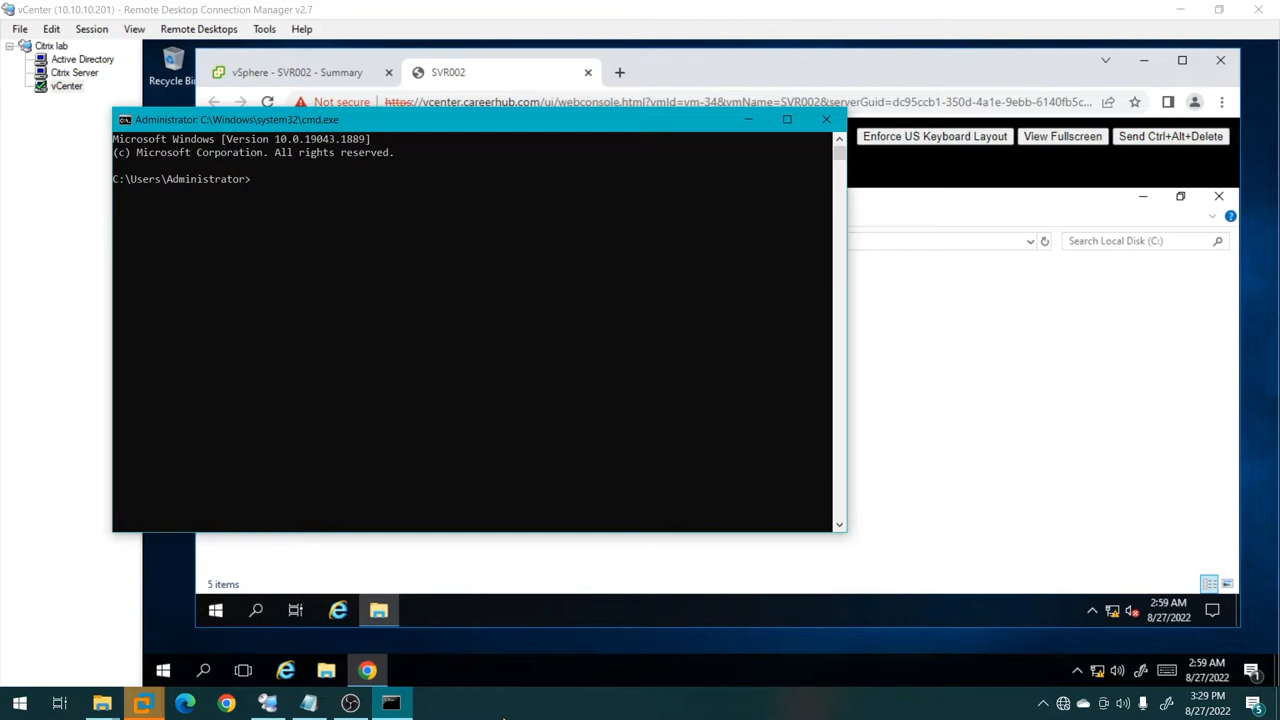 vCenter (10.10.10.201) - Remote Desktop Connection Manager v2.7
File Edit Session View Remote Desktops Tools Help
Citrix lab
Active Directory
Citrix Server
vCenter
Recycle Bin
vSphere - SVR002 - Summary
SVR002
Not secure https://vcenter.careerhub.com/ui/webconsole.html?vmId=vm-34&vmName=SVR002&serverGuid=dc95ccb1-350d-4a1e-9ebb-6140fb5c...
Enforce US Keyboard Layout View Fullscreen Send Ctrl+Alt+Delete
Administrator: C:\Windows\system32\cmd.exe
Microsoft Windows [Version 10.0.19043.1889]
(c) Microsoft Corporation. All rights reserved.
C:\Users\Administrator>
Search Local Disk (C:)
5 items
2:59 AM
8/27/2022
2:59 AM
8/27/2022
1
3:29 PM
8/27/2022
5